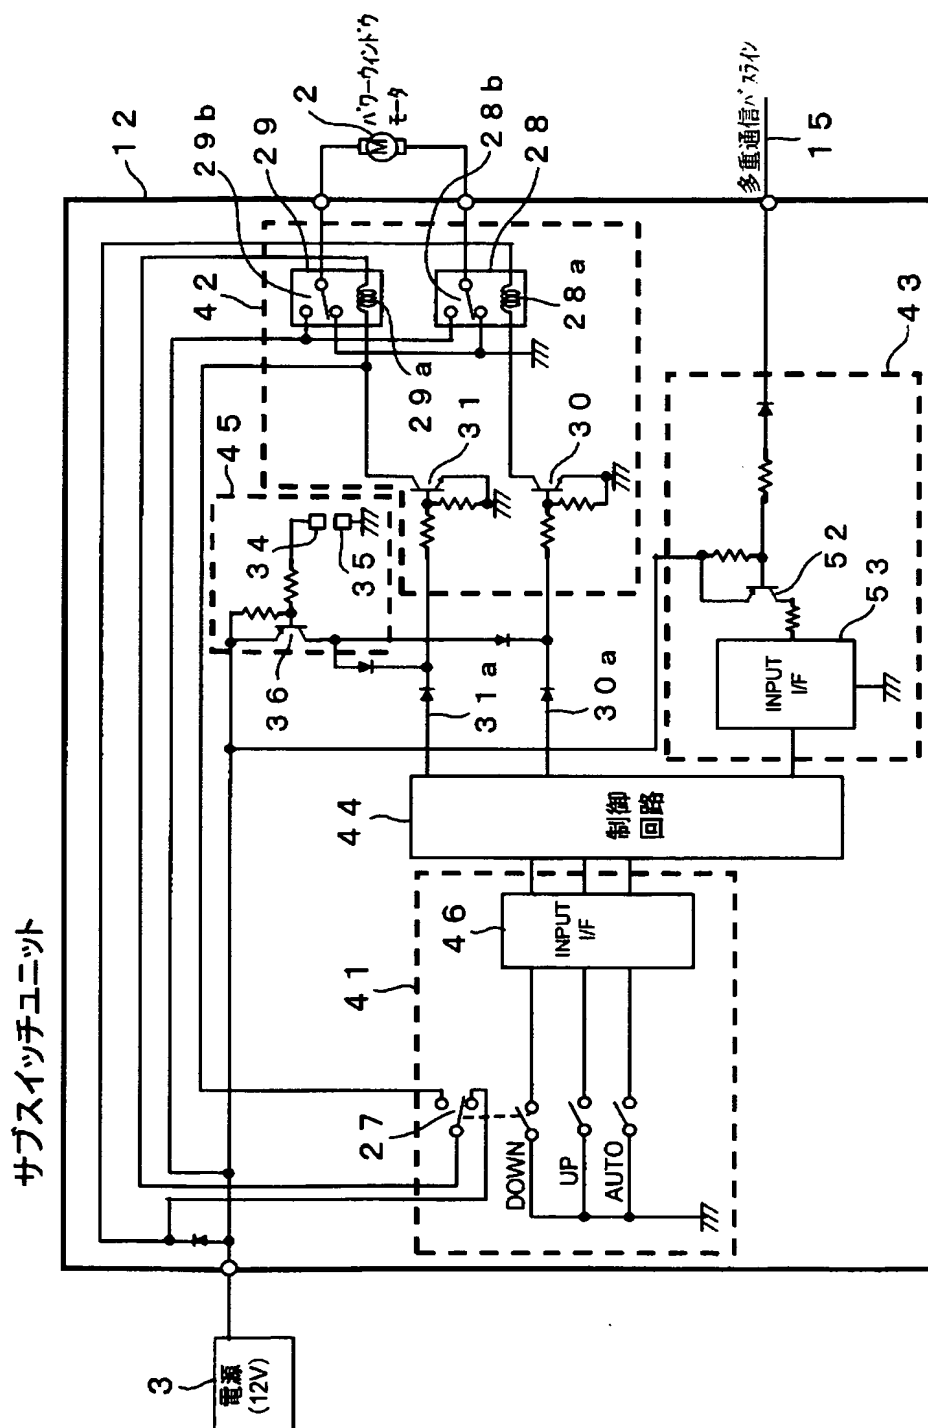 サブスイッチユニット
12
29b
29
42
2
パワーウィンドウ
モータ
28b
28
多重通信バスライン
15
45
34
35
36
29a
31
28a
30
43
52
53
INPUT
I/F
31a
30a
44
制御
回路
46
INPUT
I/F
41
27
DOWN
UP
AUTO
3
電源
(12V)